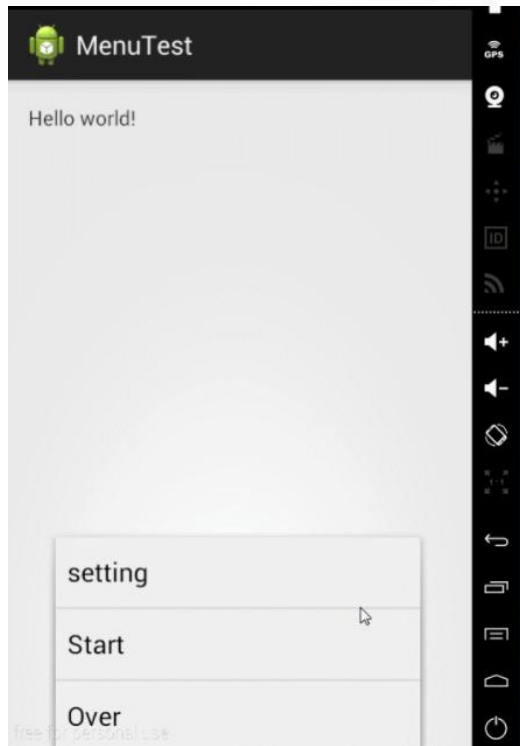 MenuTest
GPS
Hello world!
ID
setting
Start
Over
free for personal use